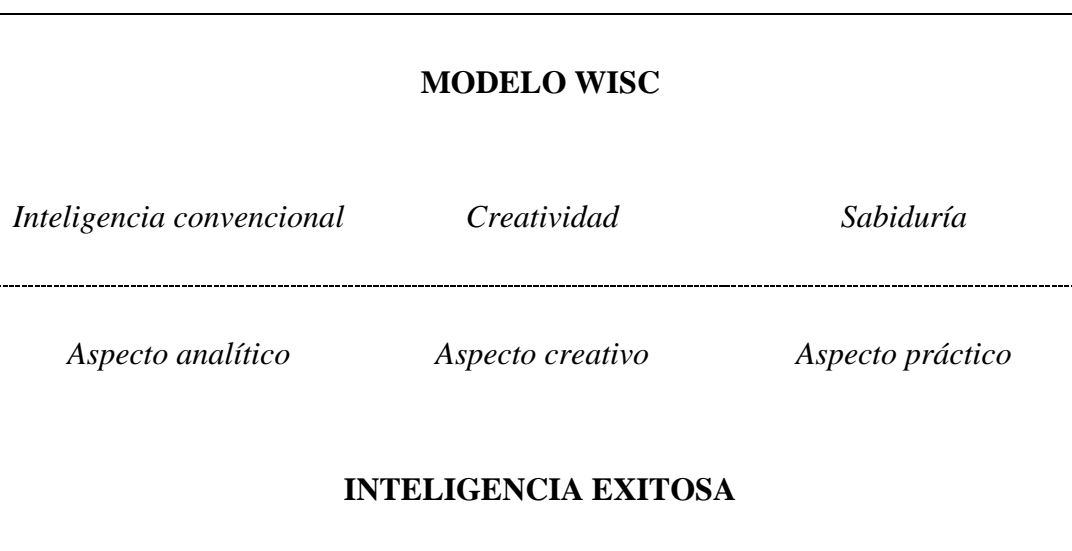 MODELO WISC
Inteligencia convencional Creatividad Sabiduría
Aspecto analítico Aspecto creativo Aspecto práctico
INTELIGENCIA EXITOSA